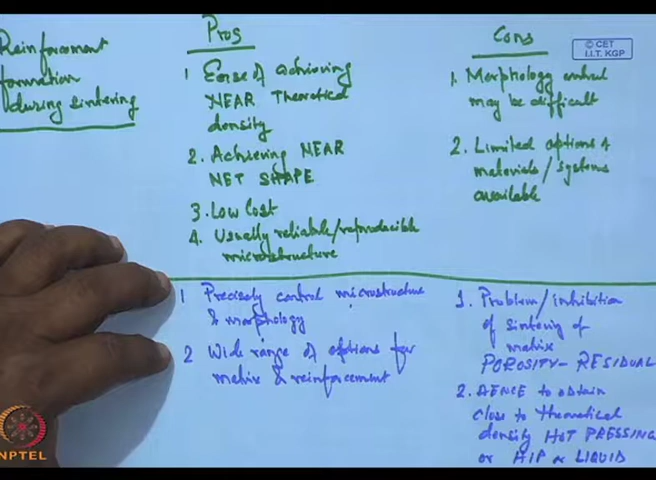 Reinforcement
formation
during sintering
Pros
1 Ease of achieving
NEAR Theoretical
density
2. Achieving NEAR
NET SHAPE
3. Low Cost
4. Usually reliable/reproducible
microstructure
Cons
© CET
I.I.T. KGP
1. Morphology control
may be difficult
2. Limited options of
materials/systems
available
1 Precisely control microstructure
& morphology
2 Wide range of options for
matrix & reinforcement
1. Problem/inhibition
of sintering of
matrix
POROSITY - RESIDUAL
2. HENCE to obtain
close to theoretical
density HOT PRESSING
or HIP or LIQUID
NPTEL